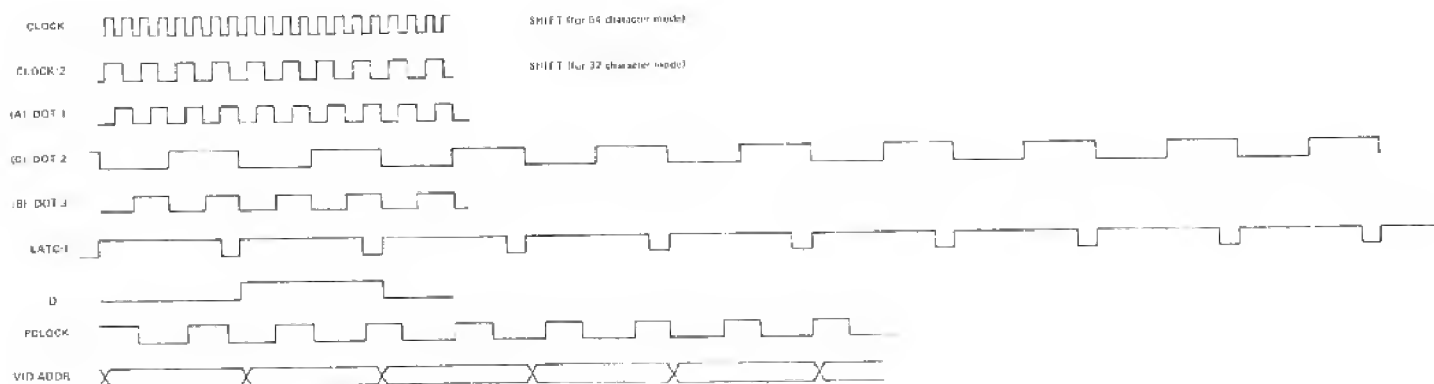 CLOCK
SHIFT (for 64 character mode)
CLOCK 2
SHIFT (for 32 character mode)
(A) DOT 1
(C) DOT 2
(B) DOT 3
LATCH
D
PCLOCK
VID ADDR